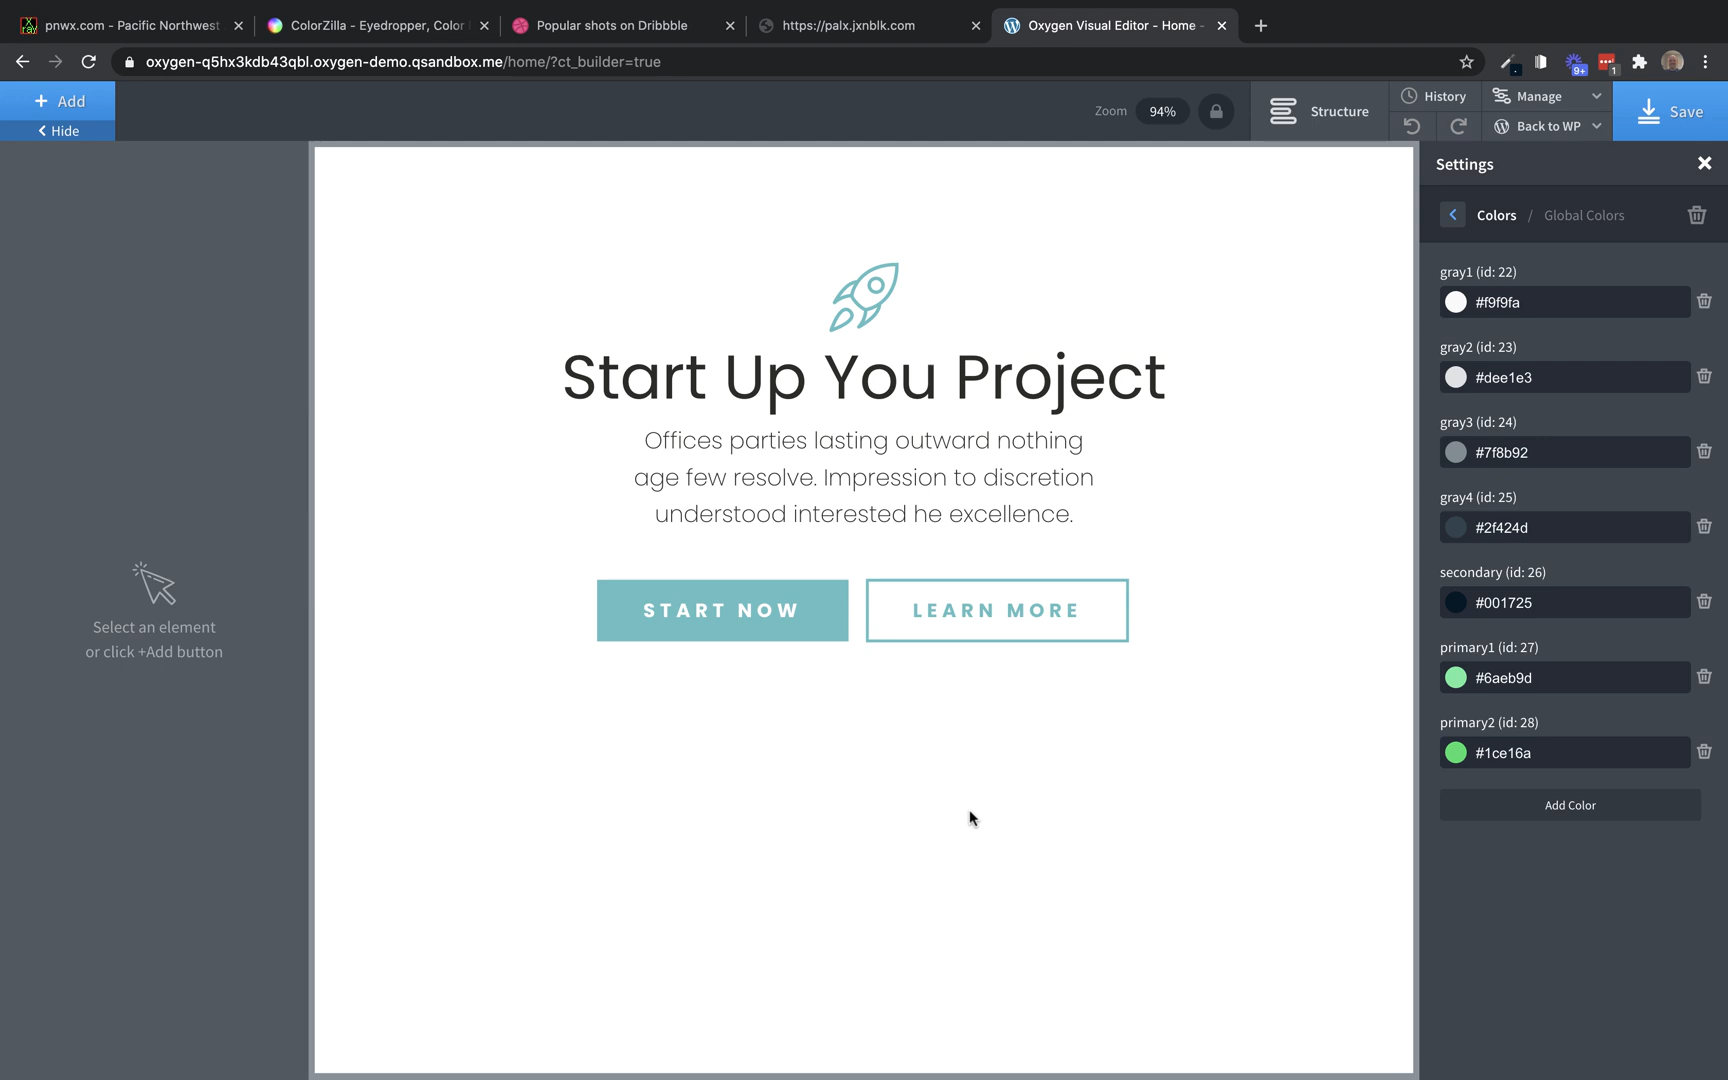 pnwx.com - Pacific Northwest
ColorZilla - Eyedropper, Color
Popular shots on Dribbble
https://palx.jxnblk.com
Oxygen Visual Editor - Home -
oxygen-q5hx3kdb43qbl.oxygen-demo.qsandbox.me/home/?ct_builder=true
9+
1
+ Add
Hide
Zoom
94%
Structure
History
Manage
Back to WP
Save
Select an element
or click +Add button
Start Up You Project
Offices parties lasting outward nothing
age few resolve. Impression to discretion
understood interested he excellence.
START NOW
LEARN MORE
Settings
Colors / Global Colors
gray1 (id: 22)
#f9f9fa
gray2 (id: 23)
#dee1e3
gray3 (id: 24)
#7f8b92
gray4 (id: 25)
#2f424d
secondary (id: 26)
#001725
primary1 (id: 27)
#6aeb9d
primary2 (id: 28)
#1ce16a
Add Color